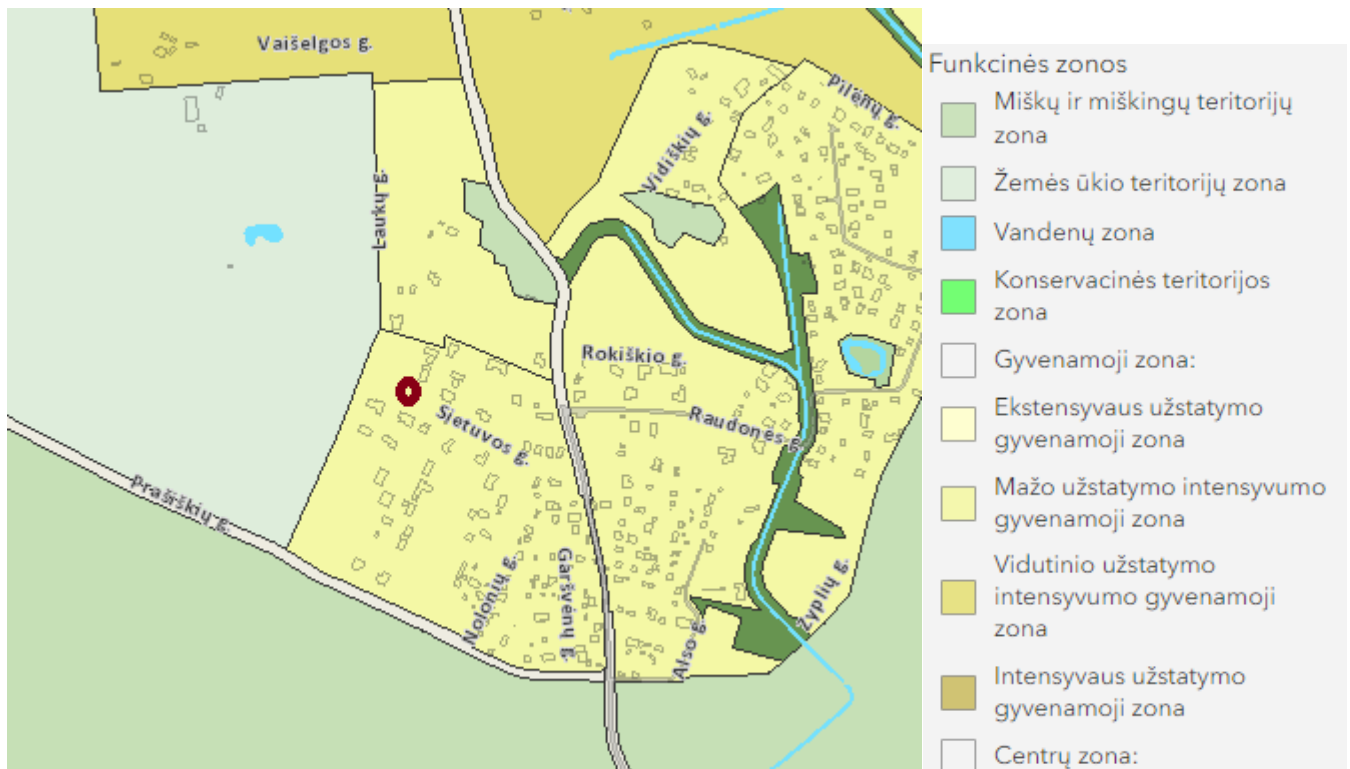 Vaišelgos g.
Pilėnų g.
Vidiškių g.
Laukų g.
Rokiškio g.
Raudonės g.
Sietuvos g.
Prašiškių g.
Nolonių g.
Garšvėnų g.
Also g.
Zyplių g.
Funkcinės zonos
Miškų ir miškingų teritorijų
zona
Žemės ūkio teritorijų zona
Vandenų zona
Konservacinės teritorijos
zona
Gyvenamoji zona:
Ekstensyvaus užstatymo
gyvenamoji zona
Mažo užstatymo intensyvumo
gyvenamoji zona
Vidutinio užstatymo
intensyvumo gyvenamoji
zona
Intensyvaus užstatymo
gyvenamoji zona
Centrų zona: